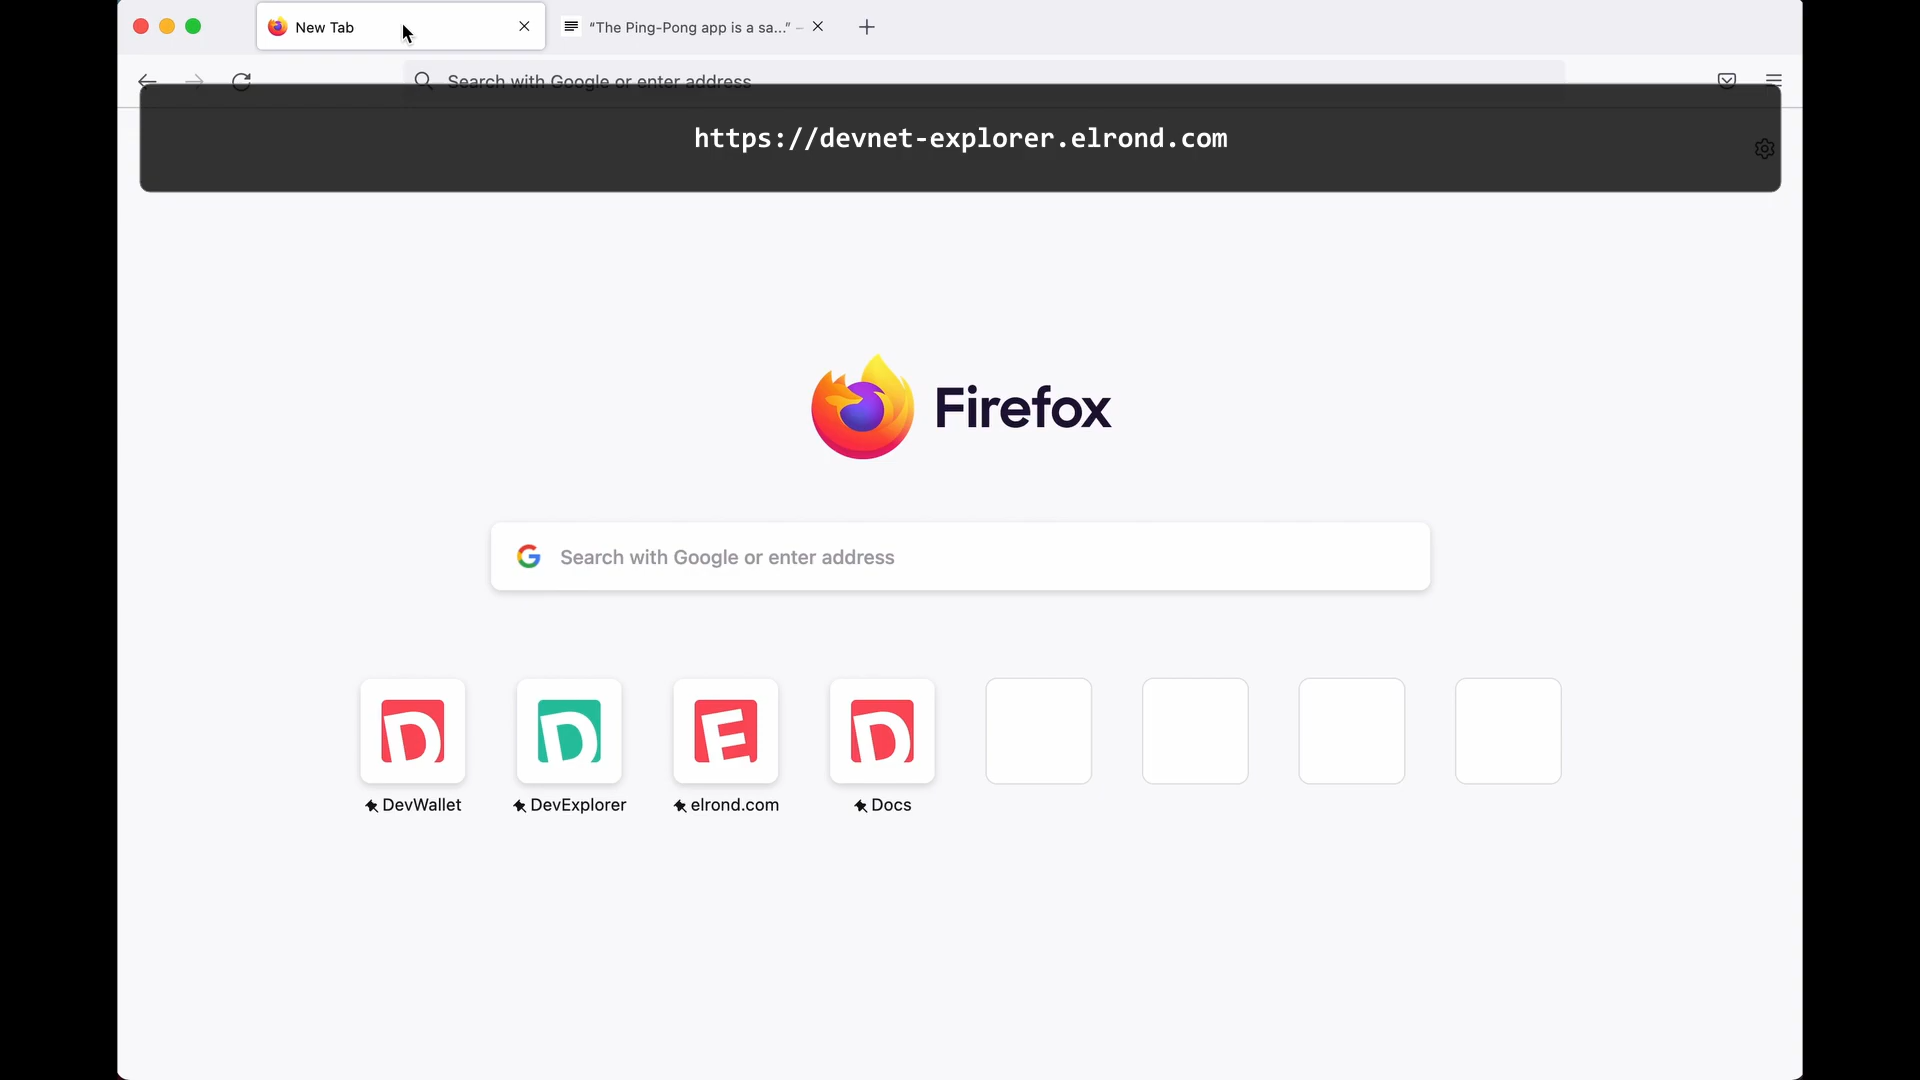 New Tab
“The Ping-Pong app is a sa...” –
Search with Google or enter address
https://devnet-explorer.elrond.com
Firefox
Search with Google or enter address
DevWallet
DevExplorer
elrond.com
Docs